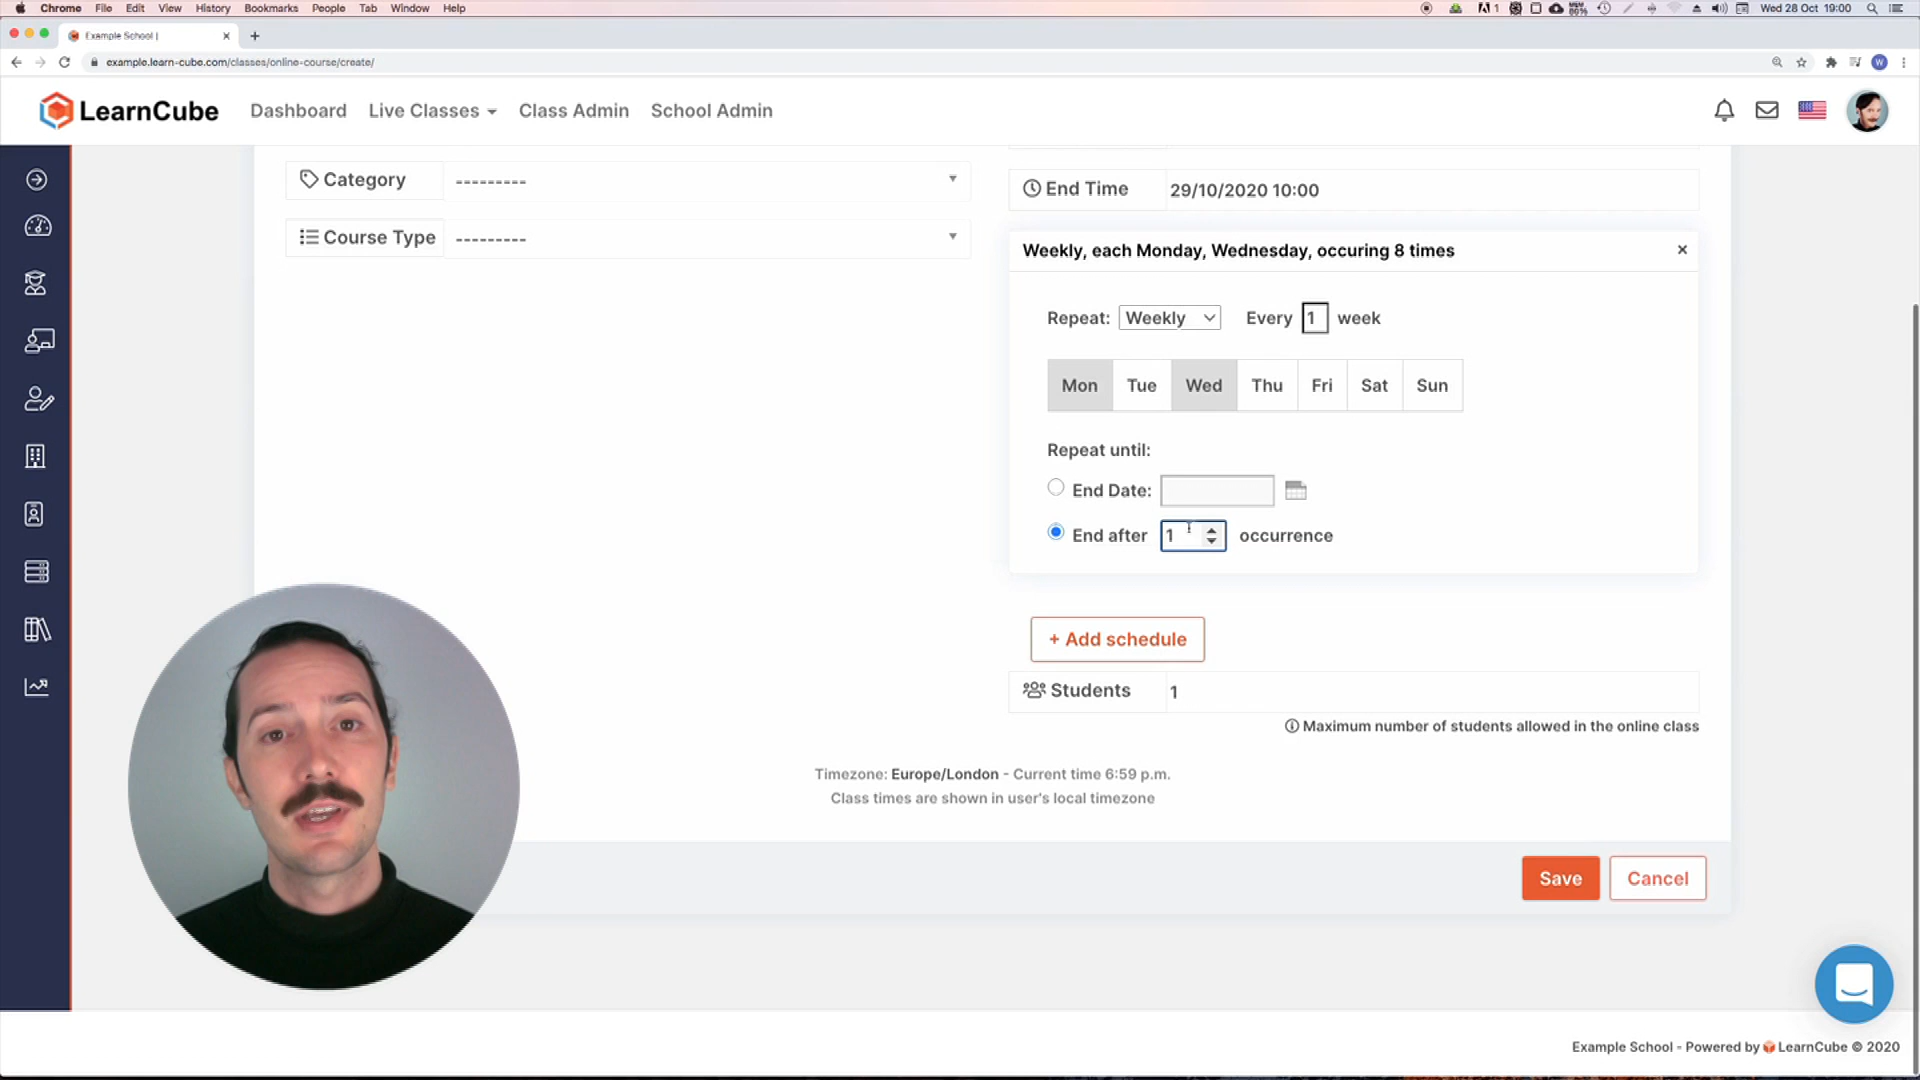 Chrome File Edit View History Bookmarks People Tab Window Help
1 80% Wed 28 Oct 19:00
Example School |
example.learn-cube.com/classes/online-course/create/
W
LearnCube Dashboard Live Classes Class Admin School Admin
Category ---------
Course Type ---------
End Time 29/10/2020 10:00
Weekly, each Monday, Wednesday, occuring 8 times
Repeat: Weekly Every 1 week
Mon Tue Wed Thu Fri Sat Sun
Repeat until:
End Date:
End after 1 occurrence
+ Add schedule
Students 1
Maximum number of students allowed in the online class
Timezone: Europe/London - Current time 6:59 p.m.
Class times are shown in user's local timezone
Save Cancel
Example School - Powered by LearnCube © 2020